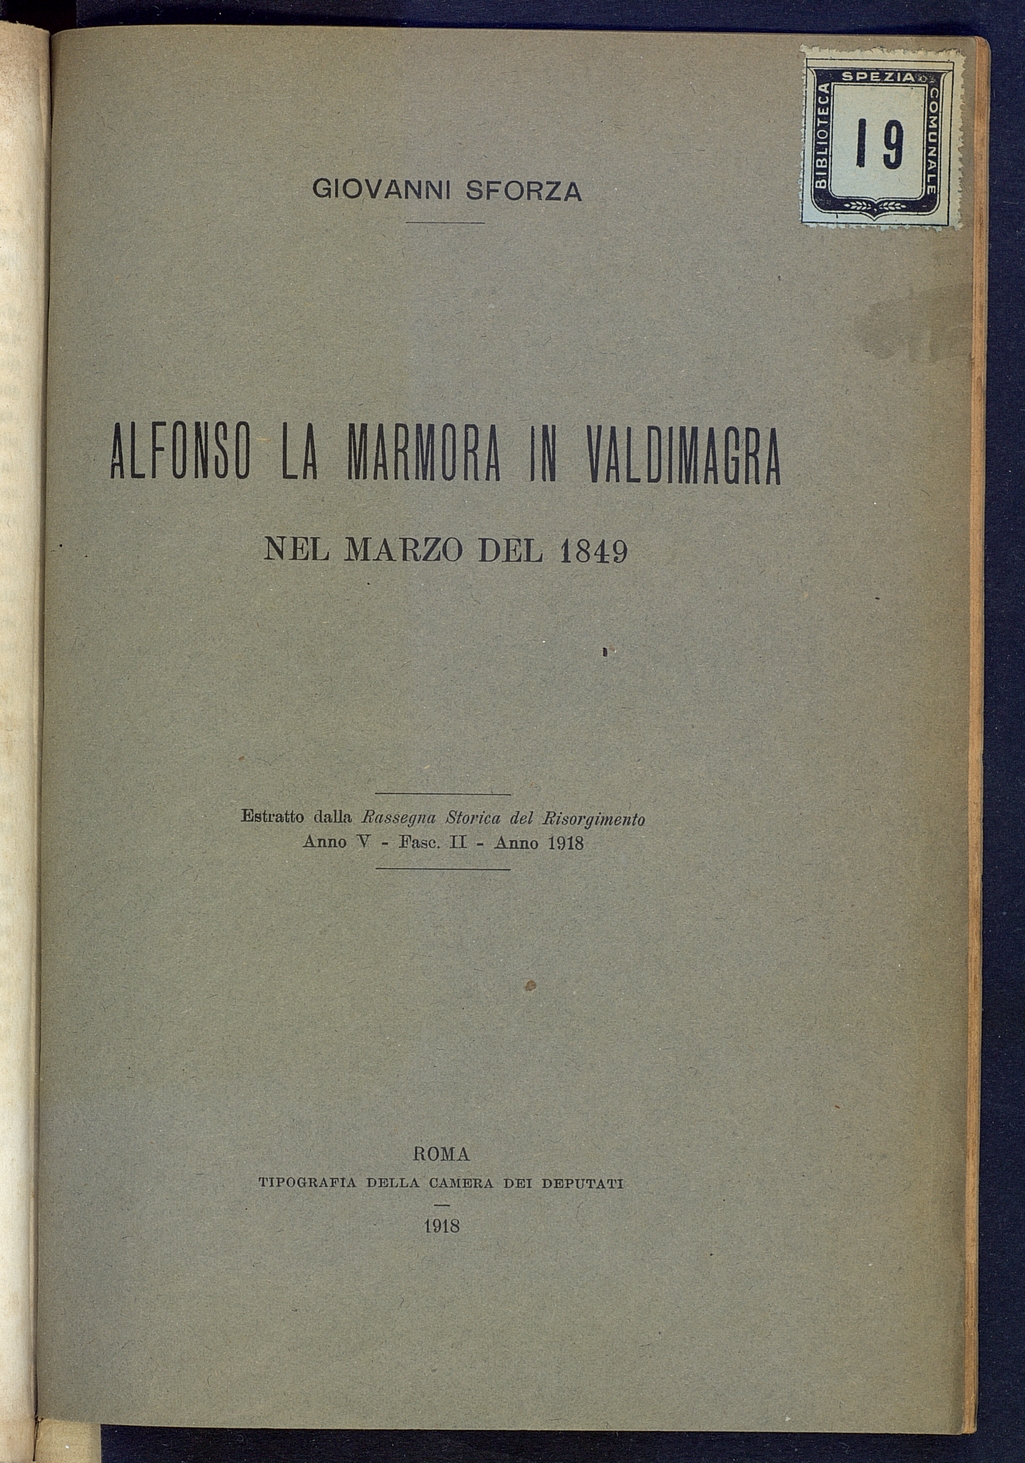 BIBLIOTECA SPEZIA COMUNALE
19
GIOVANNI SFORZA
ALFONSO LA MARMORA IN VALDIMAGRA
NEL MARZO DEL 1849
Estratto dalla Rassegna Storica del Risorgimento
Anno V - Fasc. II - Anno 1918
ROMA
TIPOGRAFIA DELLA CAMERA DEI DEPUTATI
1918